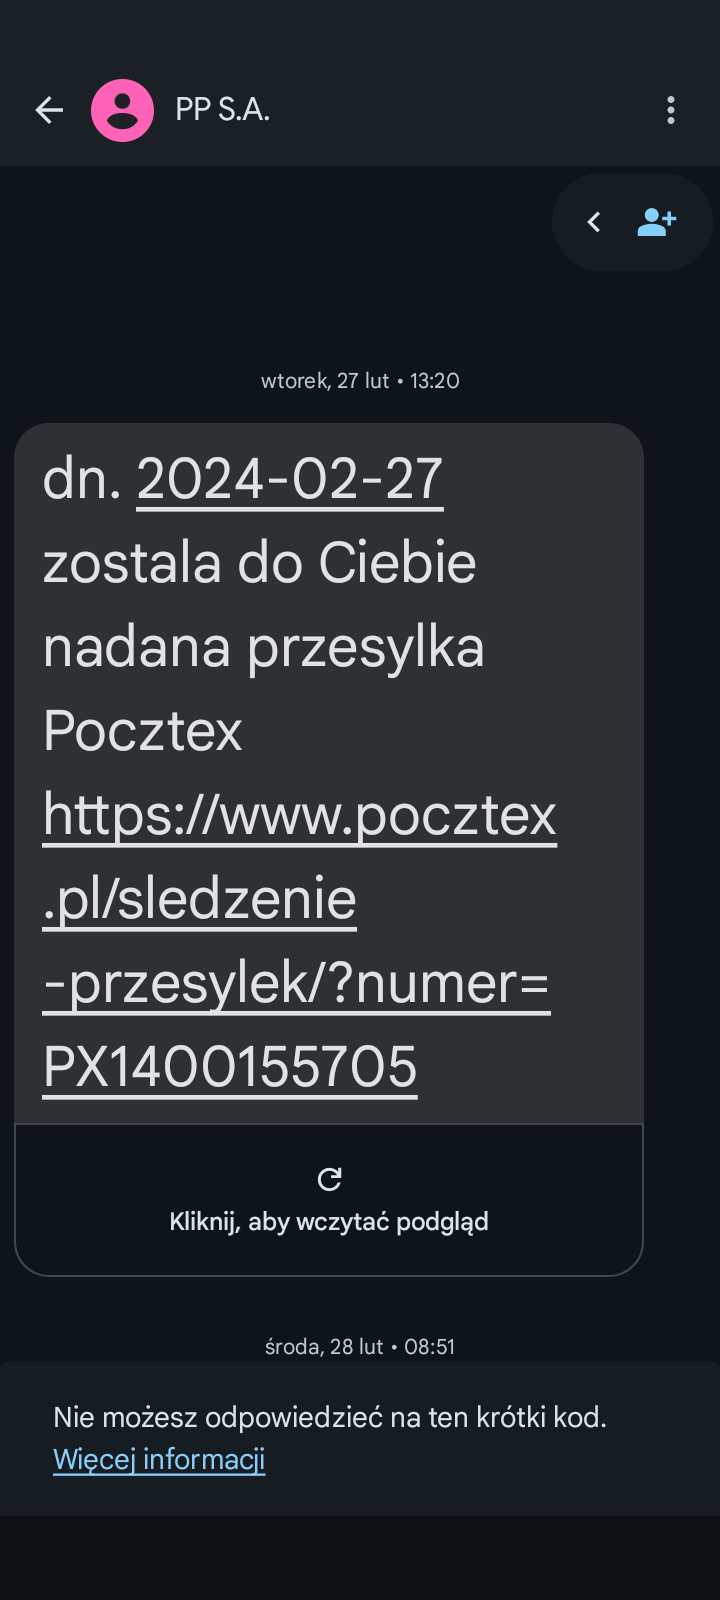 PP S.A.
wtorek, 27 lut • 13:20
dn. 2024-02-27
zostala do Ciebie
nadana przesylka
Pocztex
https://www.pocztex
.pl/sledzenie
-przesylek/?numer=
PX1400155705
Kliknij, aby wczytać podgląd
środa, 28 lut • 08:51
Nie możesz odpowiedzieć na ten krótki kod.
Więcej informacji